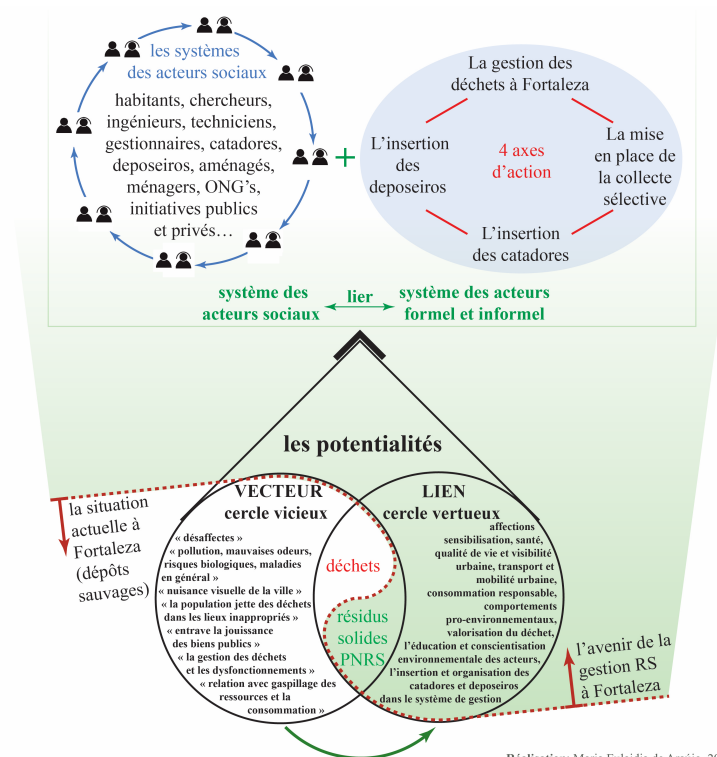 les systèmes
des acteurs sociaux
habitants, chercheurs,
ingénieurs, techniciens,
gestionnaires, catadores,
deposeiros, aménagés,
ménagers, ONG’s,
initiatives publics
et privés…
+
La gestion des
déchets à Fortaleza
L’insertion
des
deposeiros
4 axes
d’action
La mise
en place de
la collecte
sélective
L’insertion
des catadores
système des
acteurs sociaux
lier
système des acteurs
formel et informel
les potentialités
VECTEUR
cercle vicieux
LIEN
cercle vertueux
la situation
actuelle à
Fortaleza
(dépôts
sauvages)
« désaffectes »
« pollution, mauvaises odeurs,
risques biologiques, maladies
en général »
« nuisance visuelle de la ville »
« la population jette des déchets
dans les lieux inappropriés »
« entrave la jouissance
des biens publics »
« la gestion des déchets
et les dysfonctionnements »
« relation avec gaspillage des
ressources et la
consommation »
déchets
résidus
solides
PNRS
affections
sensibilisation, santé,
qualité de vie et visibilité
urbaine, transport et
mobilité urbaine,
consommation responsable,
comportements
pro-environnementaux,
valorisation du déchet,
l’éducation et conscientisation
environnementale des acteurs,
l’insertion et organisation des
catadores et deposeiros
dans le système de gestion
l’avenir de la
gestion RS
à Fortaleza